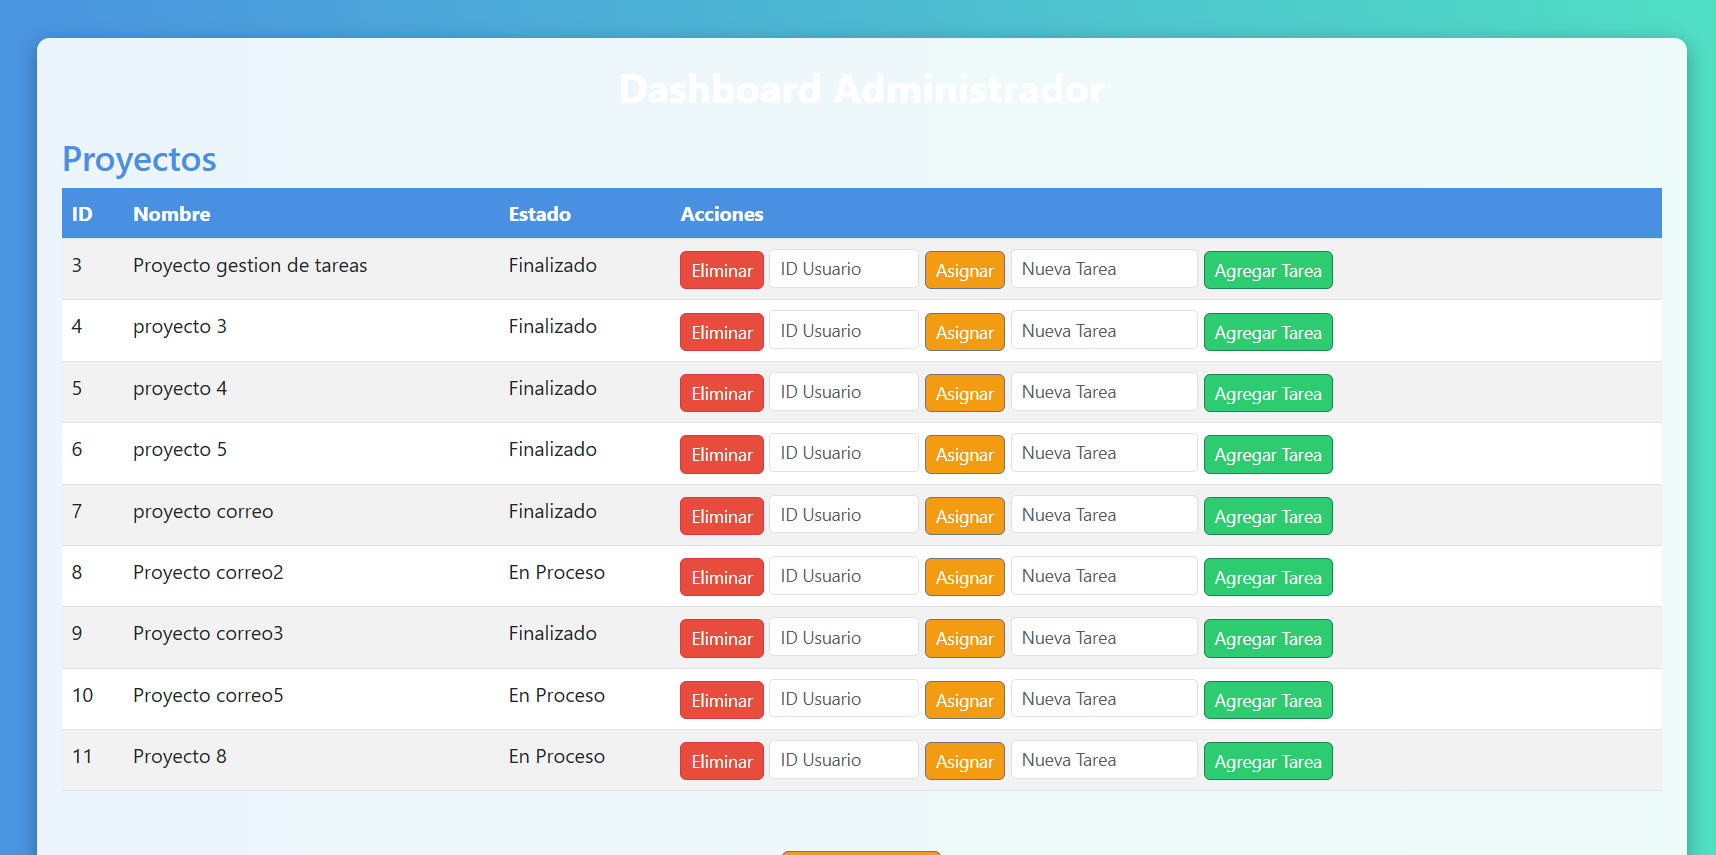 Dashboard Administrador
Proyectos
ID Nombre Estado Acciones
3 Proyecto gestion de tareas Finalizado Eliminar ID Usuario Asignar Nueva Tarea Agregar Tarea
4 proyecto 3 Finalizado Eliminar ID Usuario Asignar Nueva Tarea Agregar Tarea
5 proyecto 4 Finalizado Eliminar ID Usuario Asignar Nueva Tarea Agregar Tarea
6 proyecto 5 Finalizado Eliminar ID Usuario Asignar Nueva Tarea Agregar Tarea
7 proyecto correo Finalizado Eliminar ID Usuario Asignar Nueva Tarea Agregar Tarea
8 Proyecto correo2 En Proceso Eliminar ID Usuario Asignar Nueva Tarea Agregar Tarea
9 Proyecto correo3 Finalizado Eliminar ID Usuario Asignar Nueva Tarea Agregar Tarea
10 Proyecto correo5 En Proceso Eliminar ID Usuario Asignar Nueva Tarea Agregar Tarea
11 Proyecto 8 En Proceso Eliminar ID Usuario Asignar Nueva Tarea Agregar Tarea